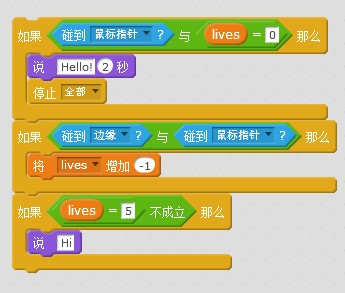 如果 碰到 鼠标指针 ? 与 lives = 0 那么
说 Hello! 2 秒
停止 全部
如果 碰到 边缘 ? 与 碰到 鼠标指针 ? 那么
将 lives 增加 -1
如果 lives = 5 不成立 那么
说 Hi